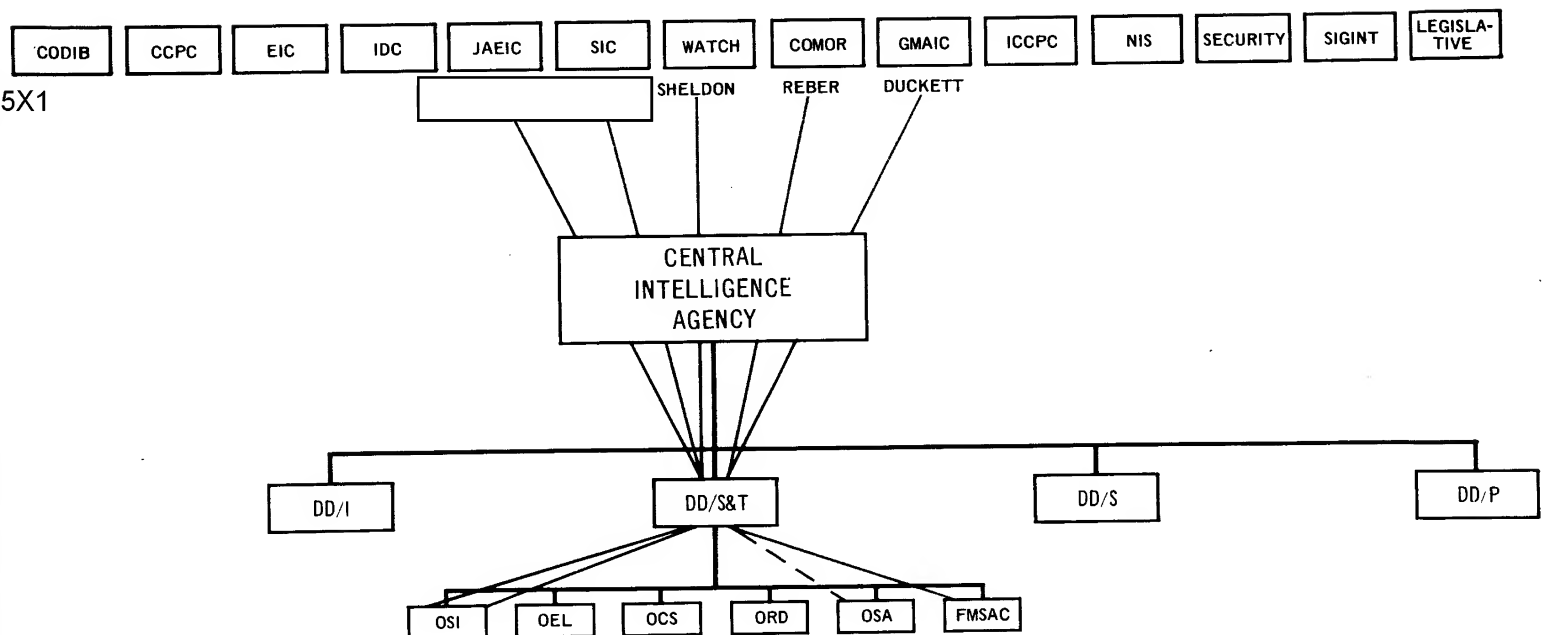 CODIB
CCPC
EIC
IDC
JAEIC
SIC
WATCH
COMOR
GMAIC
ICCPC
NIS
SECURITY
SIGINT
LEGISLA-
TIVE
5X1
SHELDON
REBER
DUCKETT
CENTRAL
INTELLIGENCE
AGENCY
DD/I
DD/S&T
DD/S
DD/P
OSI
OEL
OCS
ORD
OSA
FMSAC